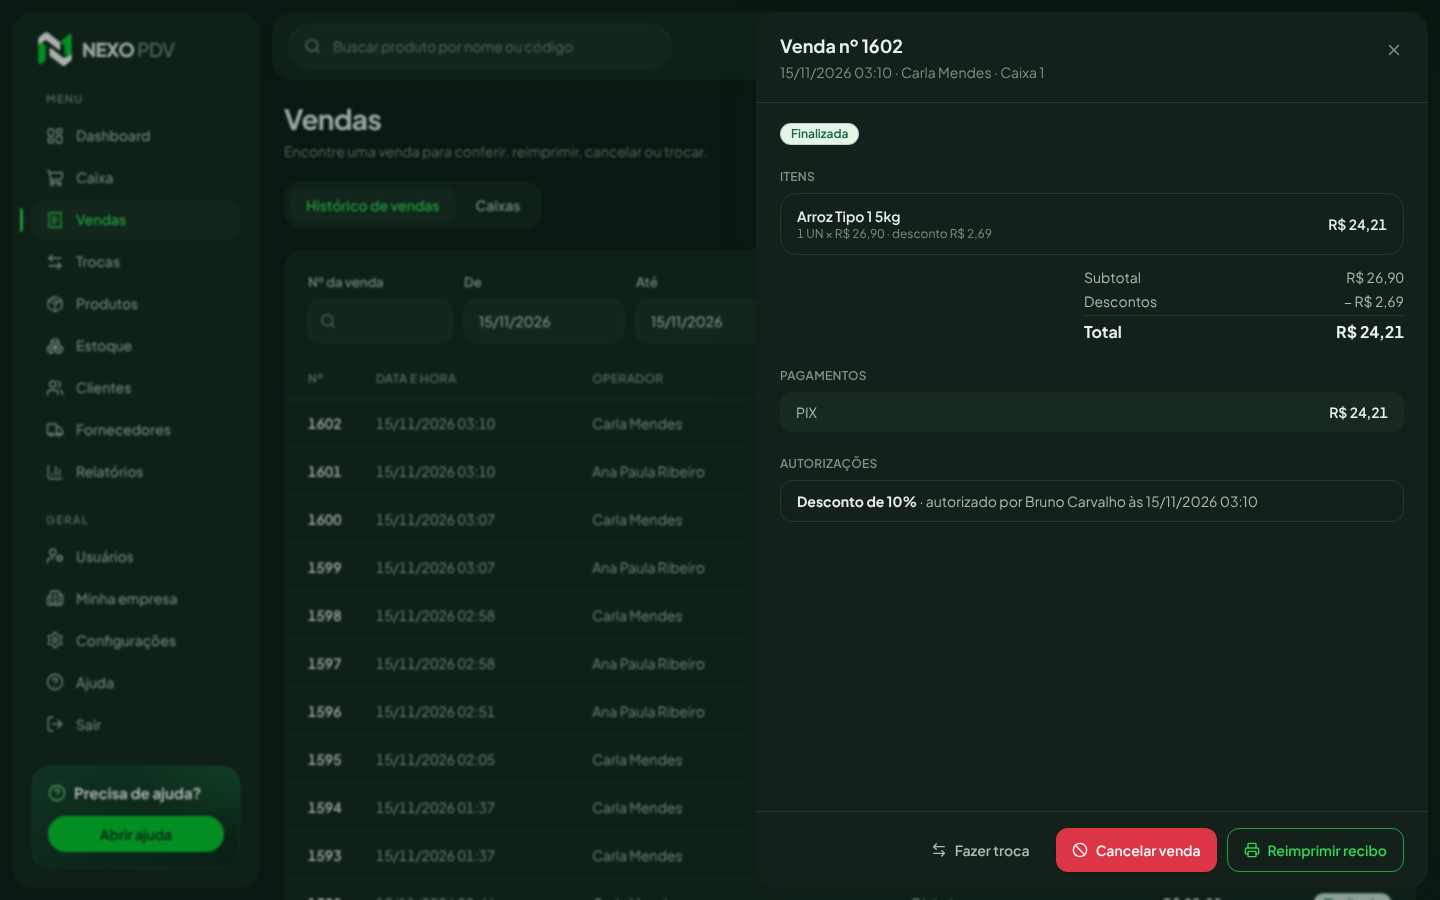 NEXO PDV
MENU
Dashboard
Caixa
Vendas
Trocas
Produtos
Estoque
Clientes
Fornecedores
Relatórios
GERAL
Usuários
Minha empresa
Configurações
Ajuda
Sair
Precisa de ajuda?
Abrir ajuda
Buscar produto por nome ou código
Vendas
Encontre uma venda para conferir, reimprimir, cancelar ou trocar.
Histórico de vendas Caixas
Nº da venda De Até
15/11/2026 15/11/2026
Nº DATA E HORA OPERADOR
1602 15/11/2026 03:10 Carla Mendes
1601 15/11/2026 03:10 Ana Paula Ribeiro
1600 15/11/2026 03:07 Carla Mendes
1599 15/11/2026 03:07 Ana Paula Ribeiro
1598 15/11/2026 02:58 Carla Mendes
1597 15/11/2026 02:58 Ana Paula Ribeiro
1596 15/11/2026 02:51 Ana Paula Ribeiro
1595 15/11/2026 02:05 Carla Mendes
1594 15/11/2026 01:37 Carla Mendes
1593 15/11/2026 01:37 Carla Mendes
Venda nº 1602
15/11/2026 03:10 · Carla Mendes · Caixa 1
Finalizada
ITENS
Arroz Tipo 1 5kg
1 UN × R$ 26,90 · desconto R$ 2,69
R$ 24,21
Subtotal R$ 26,90
Descontos – R$ 2,69
Total R$ 24,21
PAGAMENTOS
PIX R$ 24,21
AUTORIZAÇÕES
Desconto de 10% · autorizado por Bruno Carvalho às 15/11/2026 03:10
Fazer troca Cancelar venda Reimprimir recibo